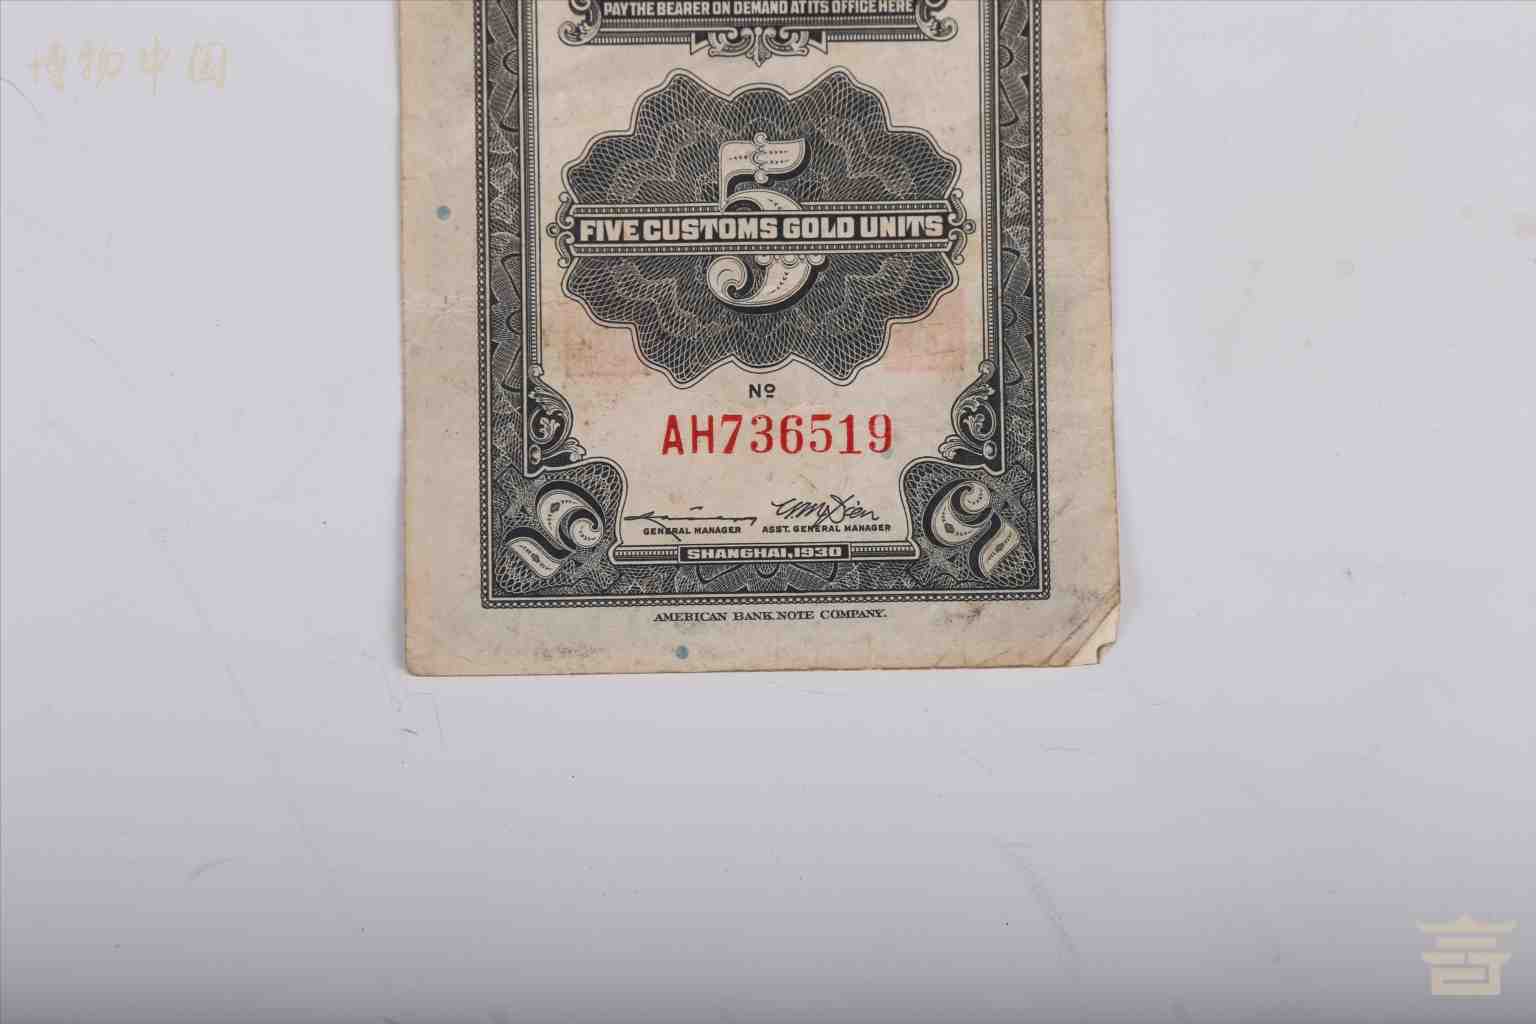 博物中国
PAY THE BEARER ON DEMAND AT ITS OFFICE HERE
5
FIVE CUSTOMS GOLD UNITS
Nº
AH736519
GENERAL MANAGER
ASST. GENERAL MANAGER
5
SHANGHAI, 1930
5
AMERICAN BANK NOTE COMPANY.